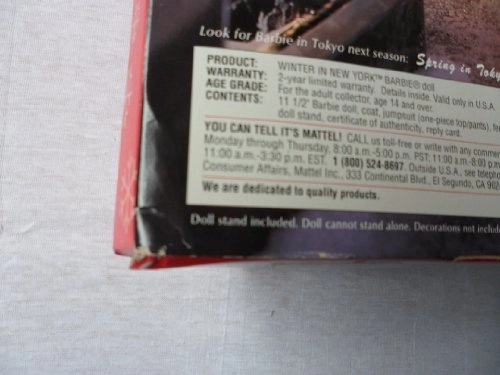 Look for Barbie in Tokyo next season: Spring in Toky
PRODUCT: WINTER IN NEW YORK™ BARBIE® doll
WARRANTY: 2-year limited warranty. Details inside. Valid only in U.S.A.
AGE GRADE: For the adult collector, age 14 and over.
CONTENTS: 11 1/2" Barbie doll, coat, jumpsuit (one-piece top/pants),
doll stand, certificate of authenticity, reply card.
YOU CAN TELL IT'S MATTEL! CALL us toll-free or write with any comme
Monday through Thursday, 8:00 a.m.-5:00 p.m. PST; 11:00 a.m.-8:00 p.
11:00 a.m.-3:30 p.m. EST. 1 (800) 524-8697. Outside U.S.A., see telep
Consumer Affairs, Mattel Inc., 333 Continental Blvd., El Segundo, CA 902
We are dedicated to quality products.
Doll stand included. Doll cannot stand alone. Decorations not includ